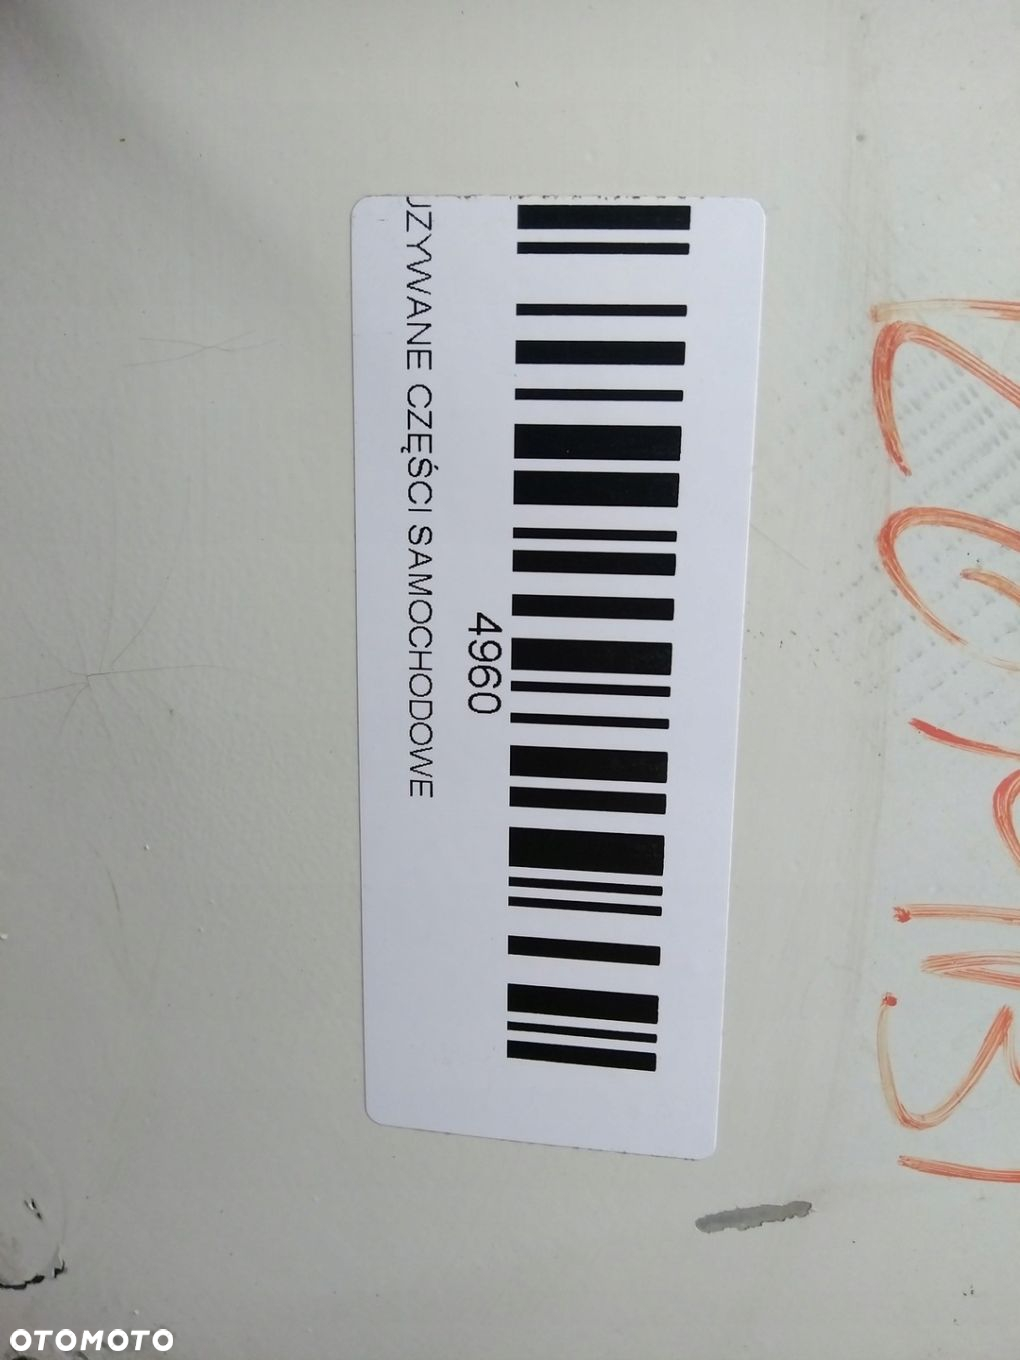 4960
UŻYWANE CZĘŚCI SAMOCHODOWE
OTOMOTO